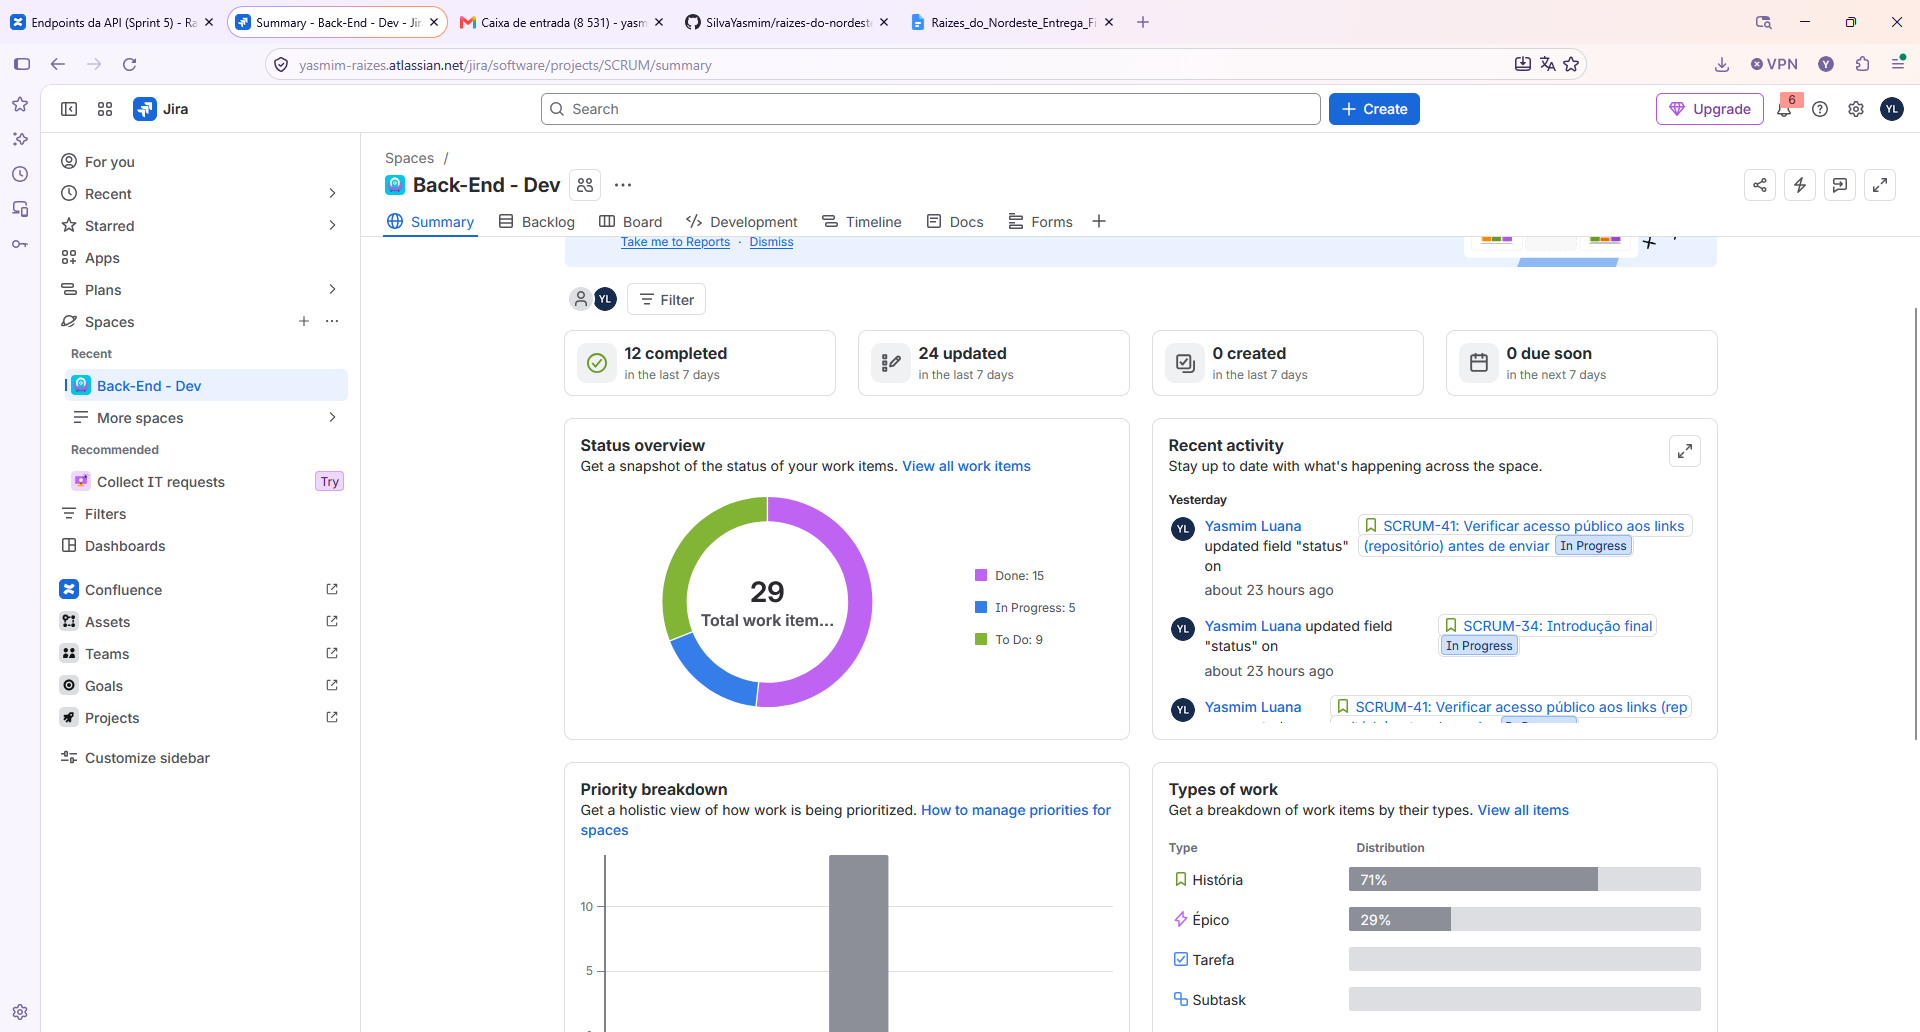 Endpoints da API (Sprint 5) - Ra
Summary - Back-End - Dev - Jir
Caixa de entrada (8 531) - yasm
SilvaYasmim/raizes-do-nordest
Raizes_do_Nordeste_Entrega_Fi
yasmim-raizes.atlassian.net/jira/software/projects/SCRUM/summary
VPN
Y
Jira
Search
Create
Upgrade
6
YL
For you
Recent
Starred
Apps
Plans
Spaces
Recent
Back-End - Dev
More spaces
Recommended
Collect IT requests
Try
Filters
Dashboards
Confluence
Assets
Teams
Goals
Projects
Customize sidebar
Spaces /
Back-End - Dev
Summary
Backlog
Board
Development
Timeline
Docs
Forms
Take me to Reports · Dismiss
YL
Filter
12 completed
in the last 7 days
24 updated
in the last 7 days
0 created
in the last 7 days
0 due soon
in the next 7 days
Status overview
Get a snapshot of the status of your work items. View all work items
29
Total work item...
Done: 15
In Progress: 5
To Do: 9
Recent activity
Stay up to date with what's happening across the space.
Yesterday
YL
Yasmim Luana
updated field "status"
on
SCRUM-41: Verificar acesso público aos links
(repositório) antes de enviar In Progress
about 23 hours ago
YL
Yasmim Luana updated field
"status" on
SCRUM-34: Introdução final
In Progress
about 23 hours ago
YL
Yasmim Luana
SCRUM-41: Verificar acesso público aos links (rep
Priority breakdown
Get a holistic view of how work is being prioritized. How to manage priorities for
spaces
10
5
Types of work
Get a breakdown of work items by their types. View all items
Type
Distribution
História
71%
Épico
29%
Tarefa
Subtask